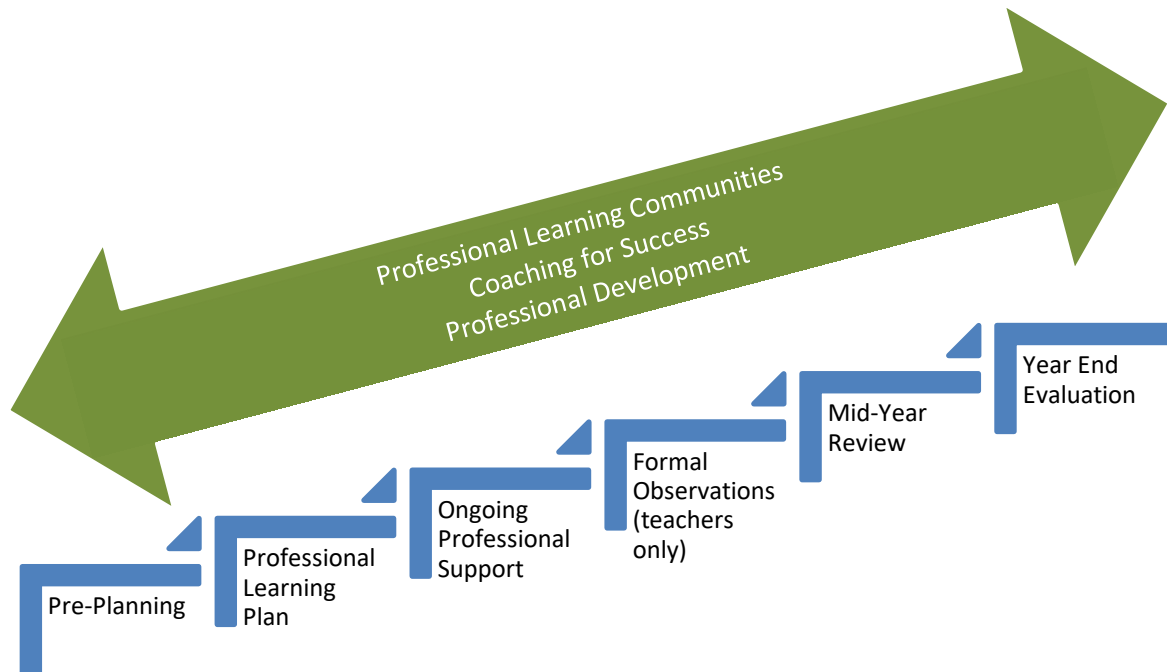 Professional Learning Communities
Coaching for Success
Professional Development
Pre-Planning
Professional
Learning
Plan
Ongoing
Professional
Support
Formal
Observations
(teachers
only)
Mid-Year
Review
Year End
Evaluation